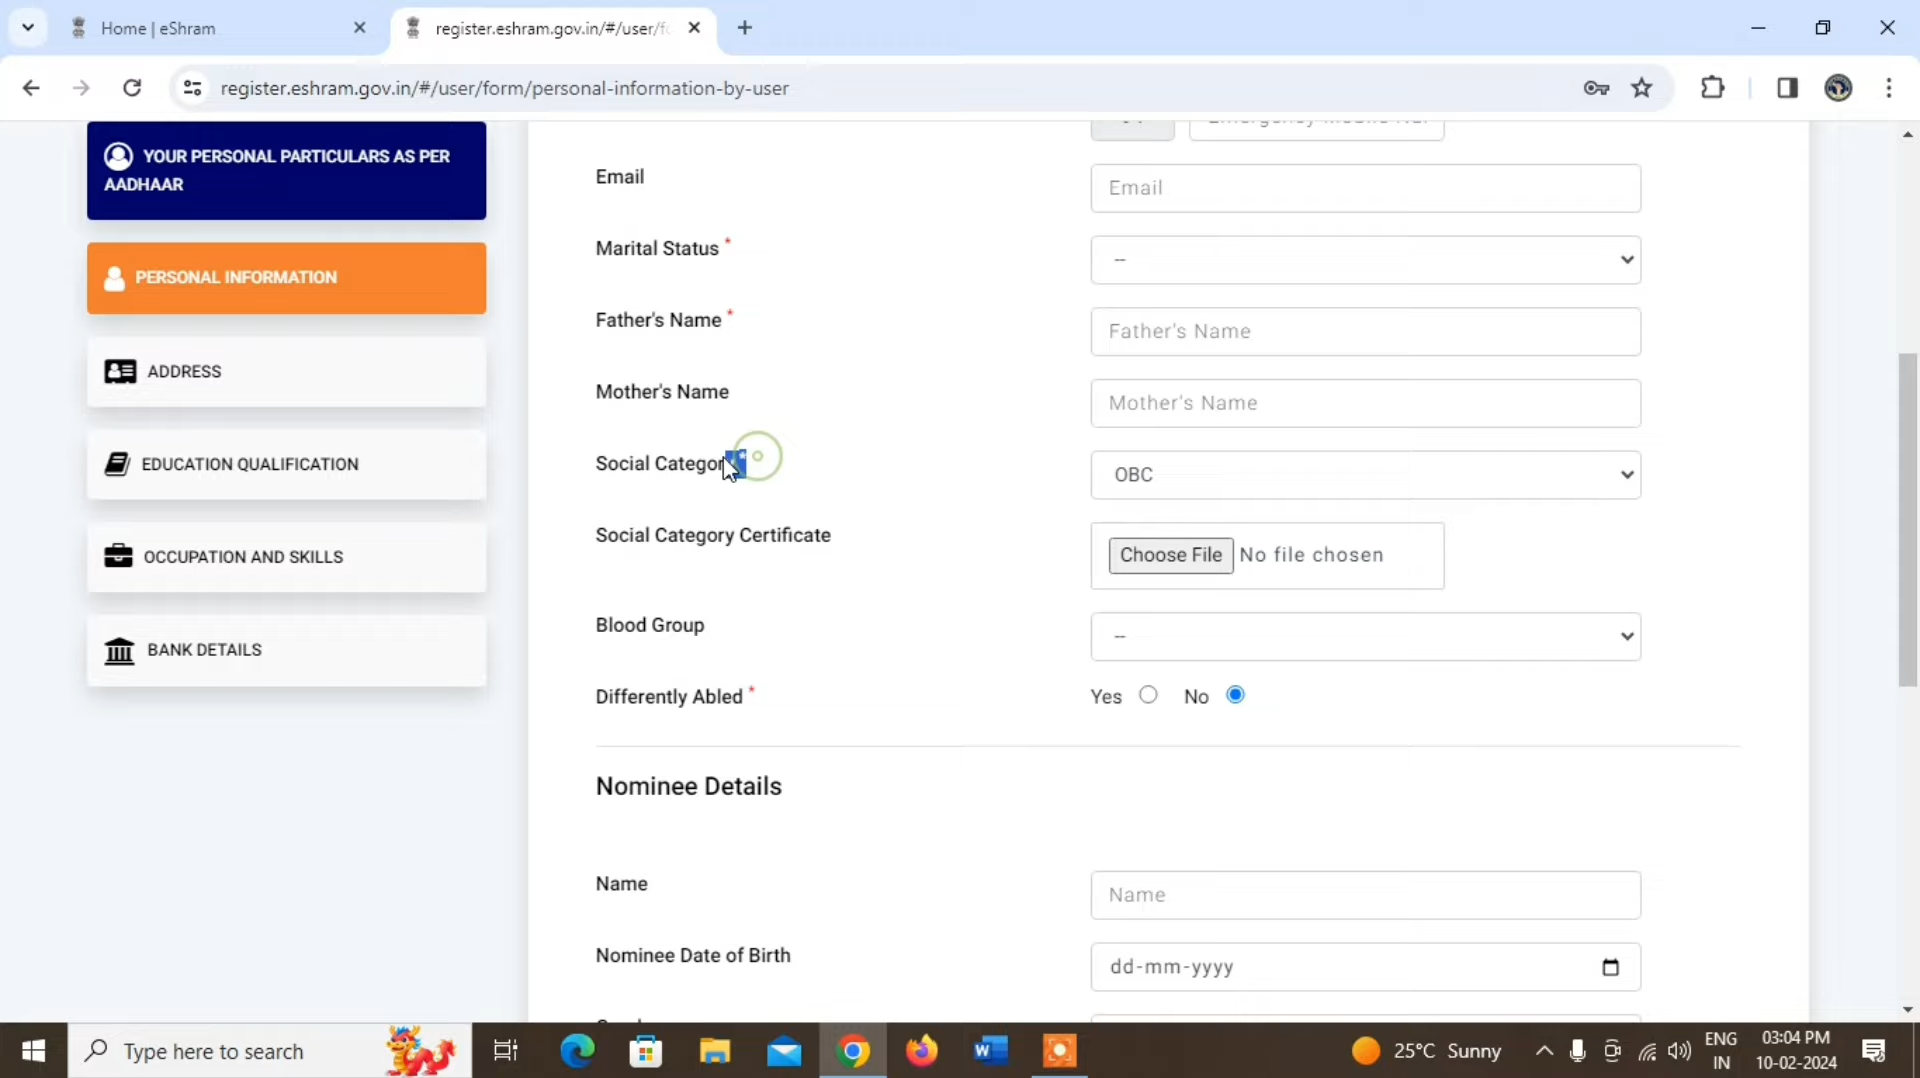 Home | eShram
register.eshram.gov.in/#/user/fo
register.eshram.gov.in/#/user/form/personal-information-by-user
YOUR PERSONAL PARTICULARS AS PER
AADHAAR
PERSONAL INFORMATION
ADDRESS
EDUCATION QUALIFICATION
OCCUPATION AND SKILLS
BANK DETAILS
Email
Email
Marital Status *
--
Father's Name *
Father's Name
Mother's Name
Mother's Name
Social Category *
OBC
Social Category Certificate
Choose File No file chosen
Blood Group
--
Differently Abled *
Yes No
Nominee Details
Name
Name
Nominee Date of Birth
dd-mm-yyyy
Type here to search
25°C Sunny
ENG
IN
03:04 PM
10-02-2024